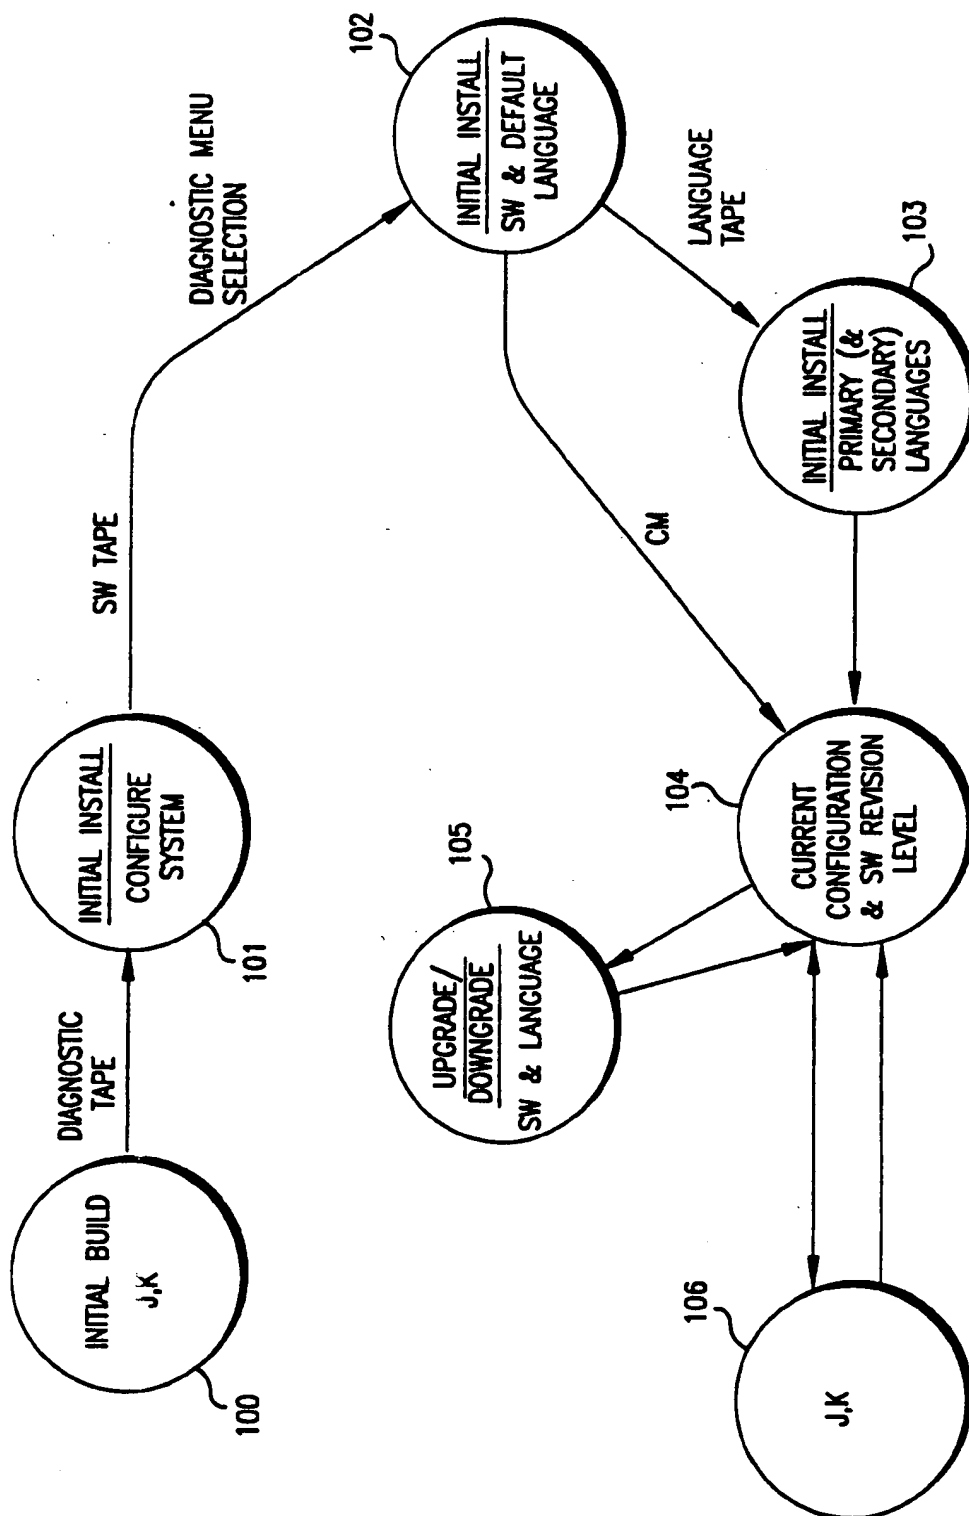 INITIAL BUILD
J,K
100
DIAGNOSTIC
TAPE
INITIAL INSTALL
CONFIGURE
SYSTEM
101
SW TAPE
DIAGNOSTIC MENU
SELECTION
INITIAL INSTALL
SW & DEFAULT
LANGUAGE
102
LANGUAGE
TAPE
CM
INITIAL INSTALL
PRIMARY (&
SECONDARY)
LANGUAGES
103
CURRENT
CONFIGURATION
& SW REVISION
LEVEL
104
UPGRADE/
DOWNGRADE
SW & LANGUAGE
105
J,K
106